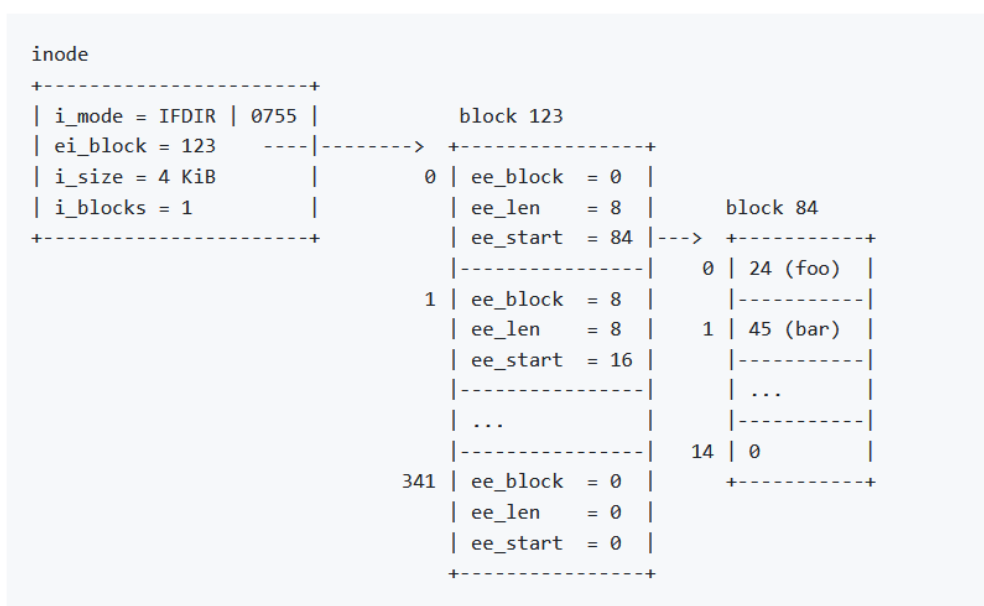 inode
+-----------------------+
| i_mode = IFDIR | 0755 |            block 123
| ei_block = 123    ----|-------->  +----------------+
| i_size = 4 KiB        |         0 | ee_block  = 0  |
| i_blocks = 1          |           | ee_len    = 8  |      block 84
+-----------------------+           | ee_start  = 84 |--->  +-----------+
                                    |----------------|    0 | 24 (foo)  |
                                  1 | ee_block  = 8  |      |-----------|
                                    | ee_len    = 8  |    1 | 45 (bar)  |
                                    | ee_start  = 16 |      |-----------|
                                    |----------------|      | ...       |
                                    | ...            |      |-----------|
                                    |----------------|   14 | 0         |
                                341 | ee_block  = 0  |      +-----------+
                                    | ee_len    = 0  |
                                    | ee_start  = 0  |
                                    +----------------+